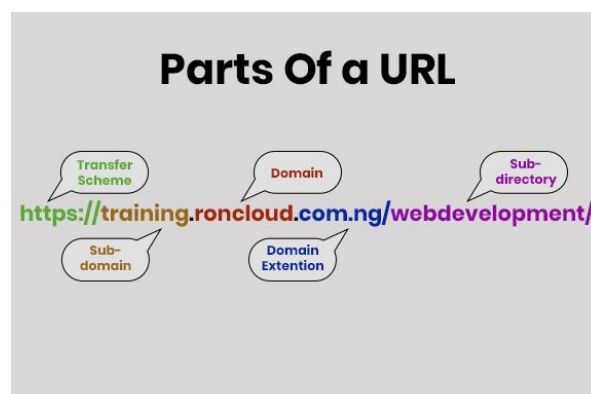 Parts Of a URL
Transfer
Scheme
Domain
Sub-
directory
https://training.roncloud.com.ng/webdevelopment/
Sub-
domain
Domain
Extention